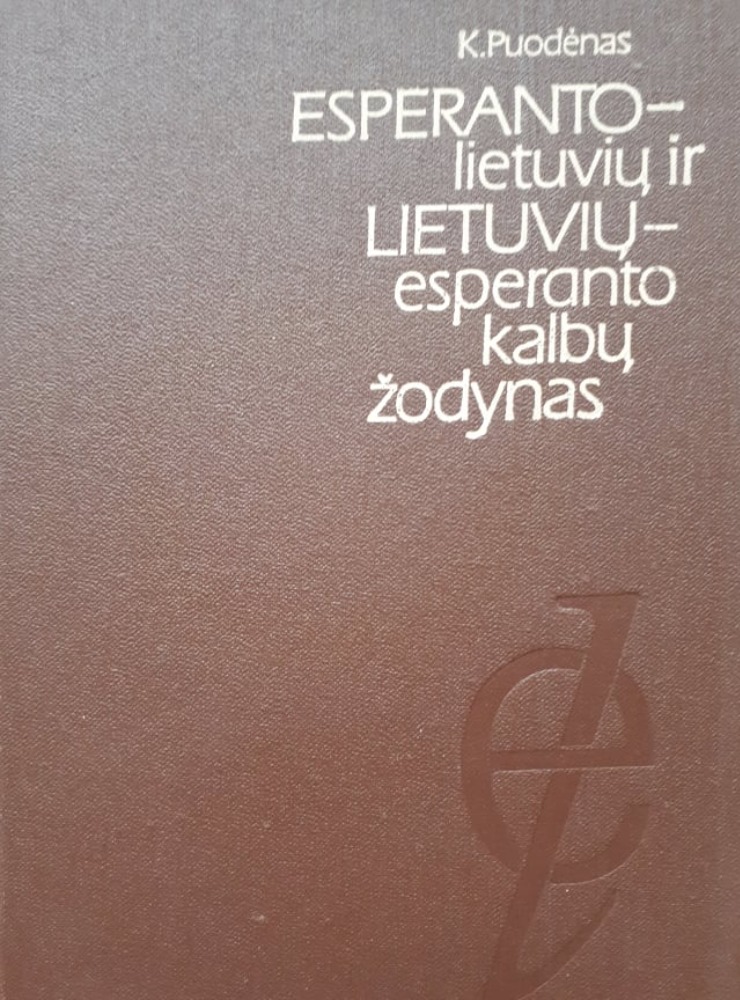 K.Puodėnas
ESPERANTO–
lietuvių ir
LIETUVIŲ–
esperanto
kalbų
žodynas